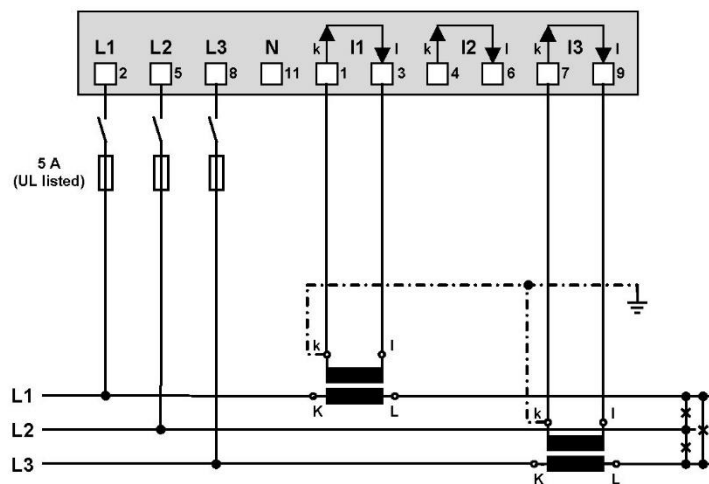 k I1 l k I2 l k I3 l
L1 L2 L3 N
2 5 8 11 1 3 4 6 7 9
5 A
(UL listed)
k l
L1
K L
k l
L2
L3
K L